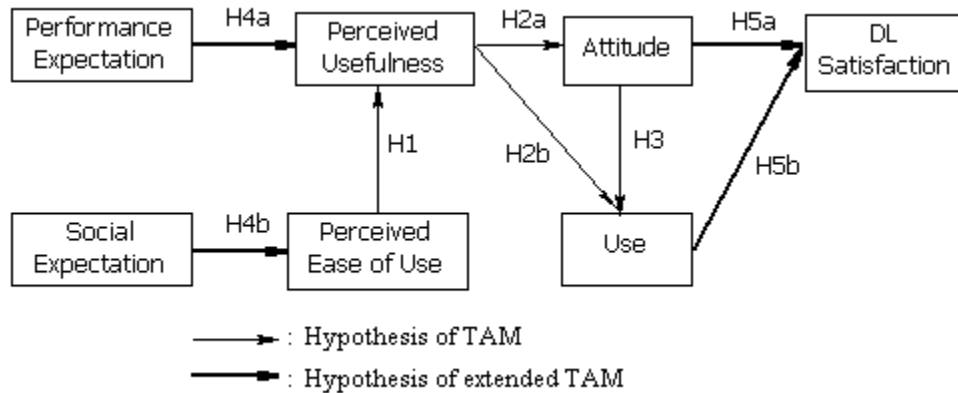 Performance
Expectation
H4a
Perceived
Usefulness
H2a
Attitude
H5a
DL
Satisfaction
H1
H2b
H3
H5b
Social
Expectation
H4b
Perceived
Ease of Use
Use
: Hypothesis of TAM
: Hypothesis of extended TAM